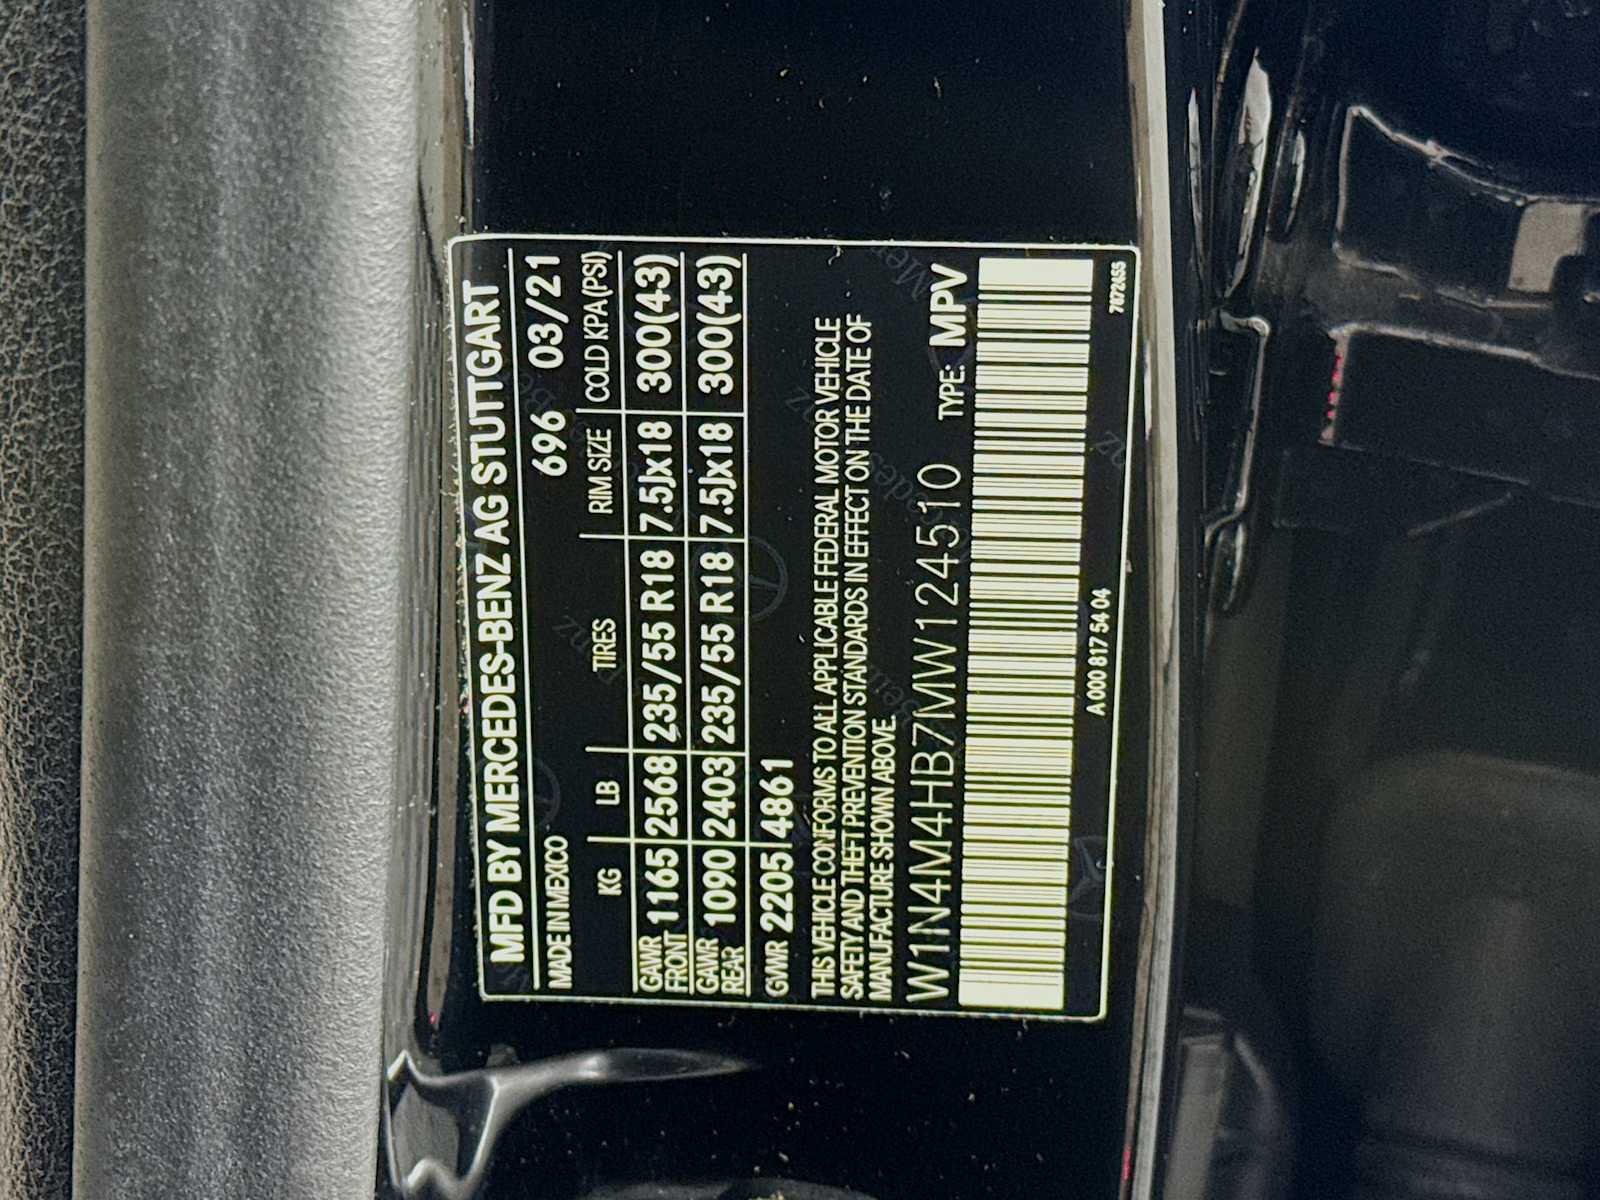 MFD BY MERCEDES-BENZ AG STUTTGART
MADE IN MEXICO 696 03/21
KG LB TIRES RIM SIZE COLD KPA(PSI)
GAWR FRONT 1165 2568 235/55 R18 7.5Jx18 300(43)
GAWR REAR 1090 2403 235/55 R18 7.5Jx18 300(43)
GVWR 2205 4861
THIS VEHICLE CONFORMS TO ALL APPLICABLE FEDERAL MOTOR VEHICLE
SAFETY AND THEFT PREVENTION STANDARDS IN EFFECT ON THE DATE OF
MANUFACTURE SHOWN ABOVE.
W1N4M4HB7MW124510 TYPE: MPV
A 000 817 54 04 7072655